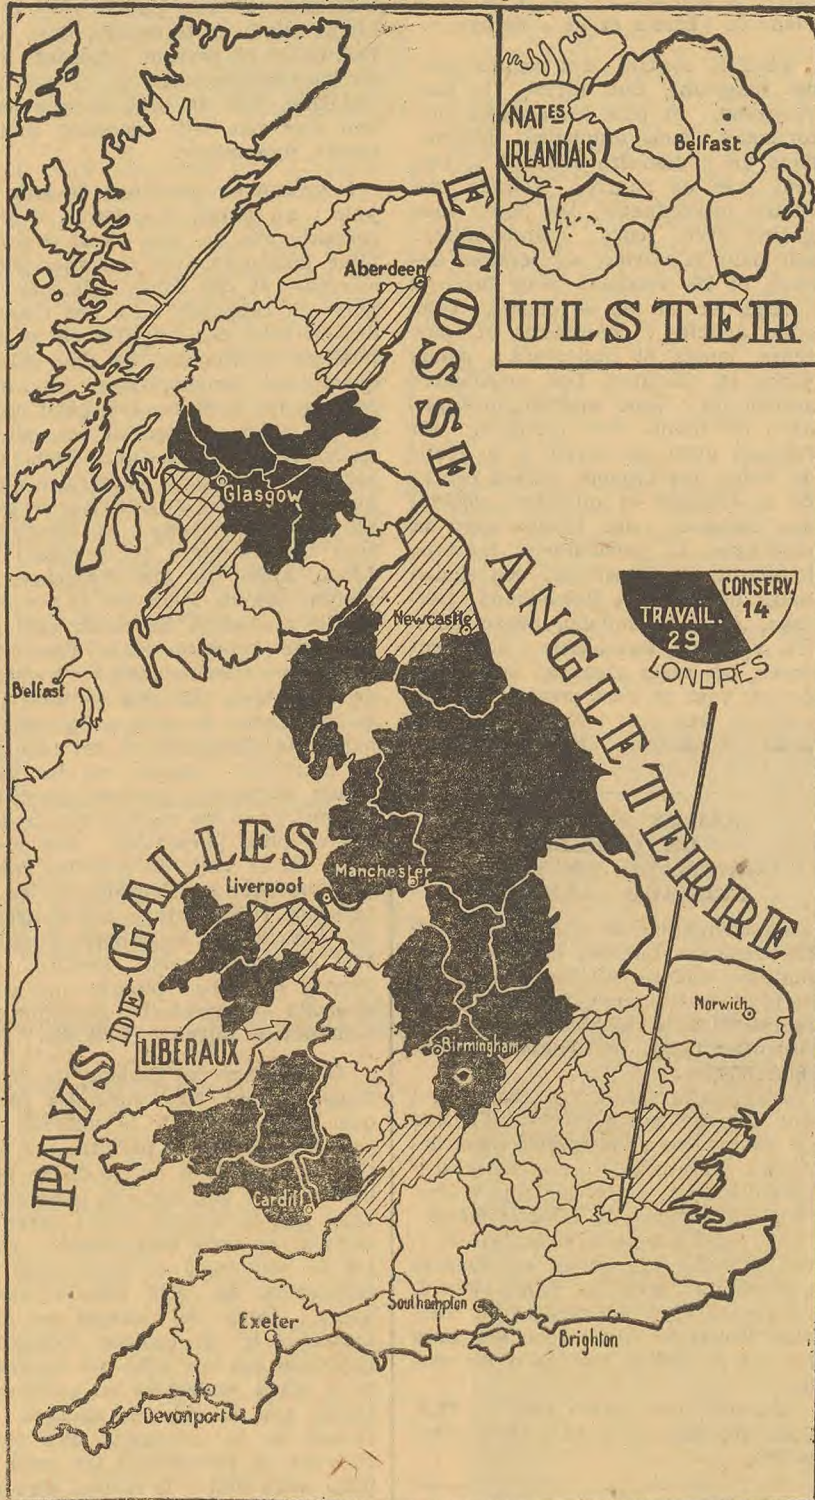 NATES
IRLANDAIS
Belfast
ULSTER
ECOSSE
Aberdeen
Glasgow
Newcastle
Belfast
ANGLETERRE
TRAVAIL.
29
CONSERV.
14
LONDRES
PAYS DE GALLES
Liverpool
Manchester
Norwich
LIBÉRAUX
Birmingham
Cardiff
Southampton
Exeter
Brighton
Devonport